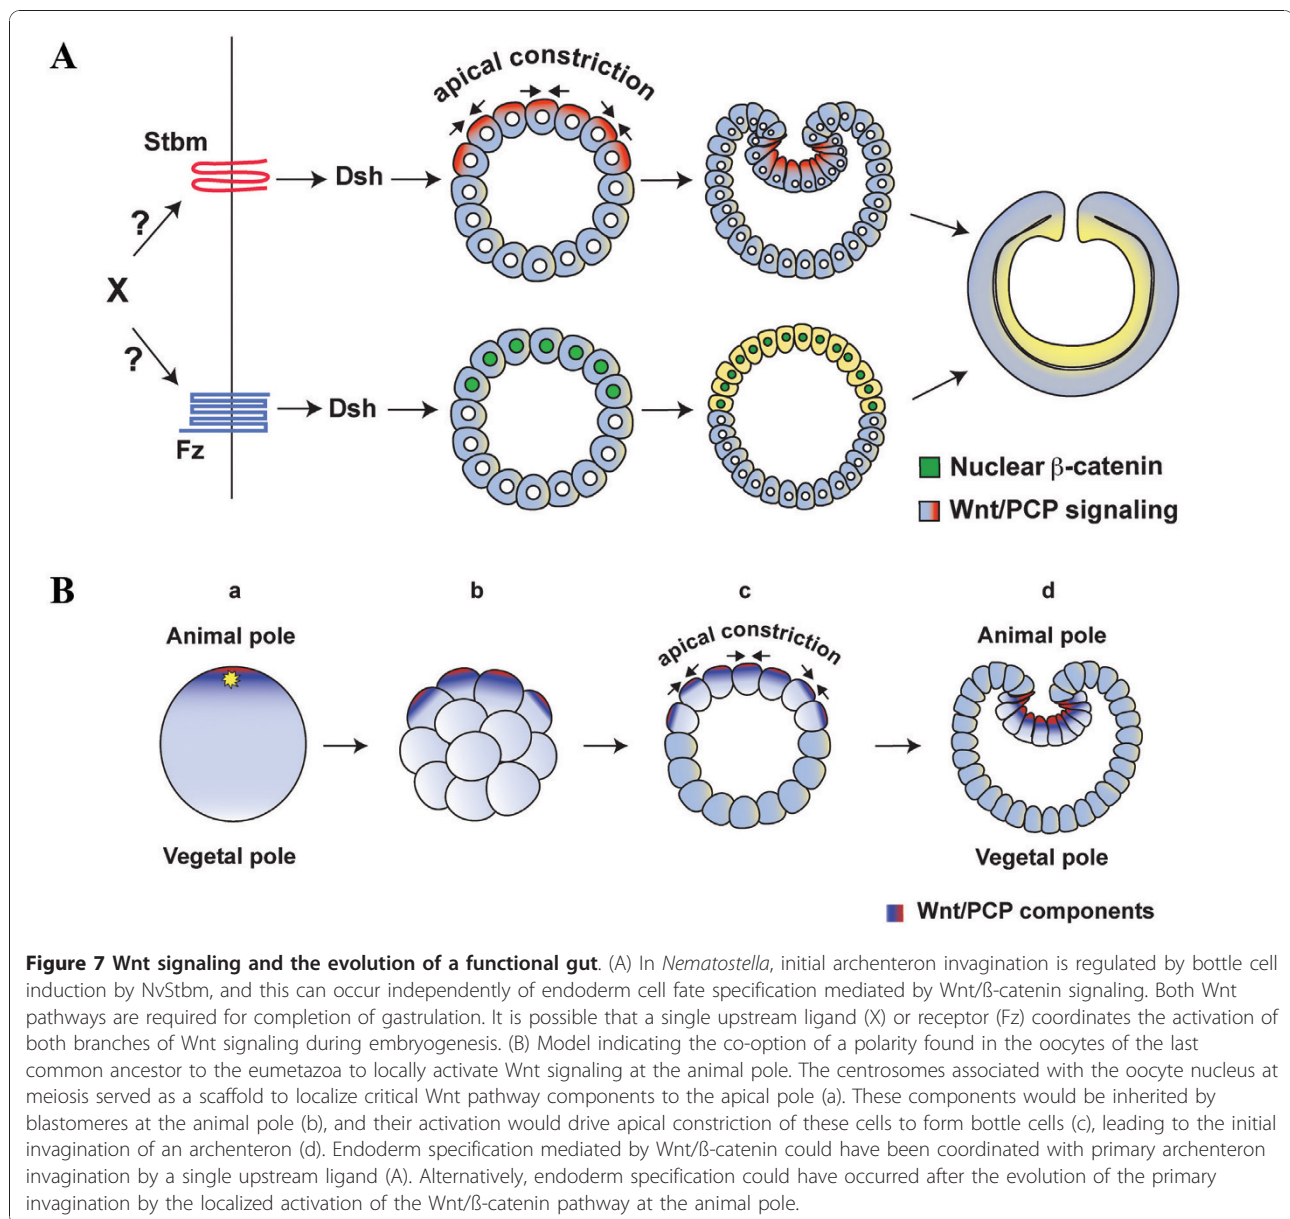 A
apical constriction
Stbm
Dsh
?
X
?
Dsh
Fz
Nuclear β-catenin
Wnt/PCP signaling
B
a
b
c
d
Animal pole
apical constriction
Animal pole
Vegetal pole
Vegetal pole
Wnt/PCP components
Figure 7 Wnt signaling and the evolution of a functional gut. (A) In Nematostella, initial archenteron invagination is regulated by bottle cell
induction by NvStbm, and this can occur independently of endoderm cell fate specification mediated by Wnt/ß-catenin signaling. Both Wnt
pathways are required for completion of gastrulation. It is possible that a single upstream ligand (X) or receptor (Fz) coordinates the activation of
both branches of Wnt signaling during embryogenesis. (B) Model indicating the co-option of a polarity found in the oocytes of the last
common ancestor to the eumetazoa to locally activate Wnt signaling at the animal pole. The centrosomes associated with the oocyte nucleus at
meiosis served as a scaffold to localize critical Wnt pathway components to the apical pole (a). These components would be inherited by
blastomeres at the animal pole (b), and their activation would drive apical constriction of these cells to form bottle cells (c), leading to the initial
invagination of an archenteron (d). Endoderm specification mediated by Wnt/ß-catenin could have been coordinated with primary archenteron
invagination by a single upstream ligand (A). Alternatively, endoderm specification could have occurred after the evolution of the primary
invagination by the localized activation of the Wnt/ß-catenin pathway at the animal pole.